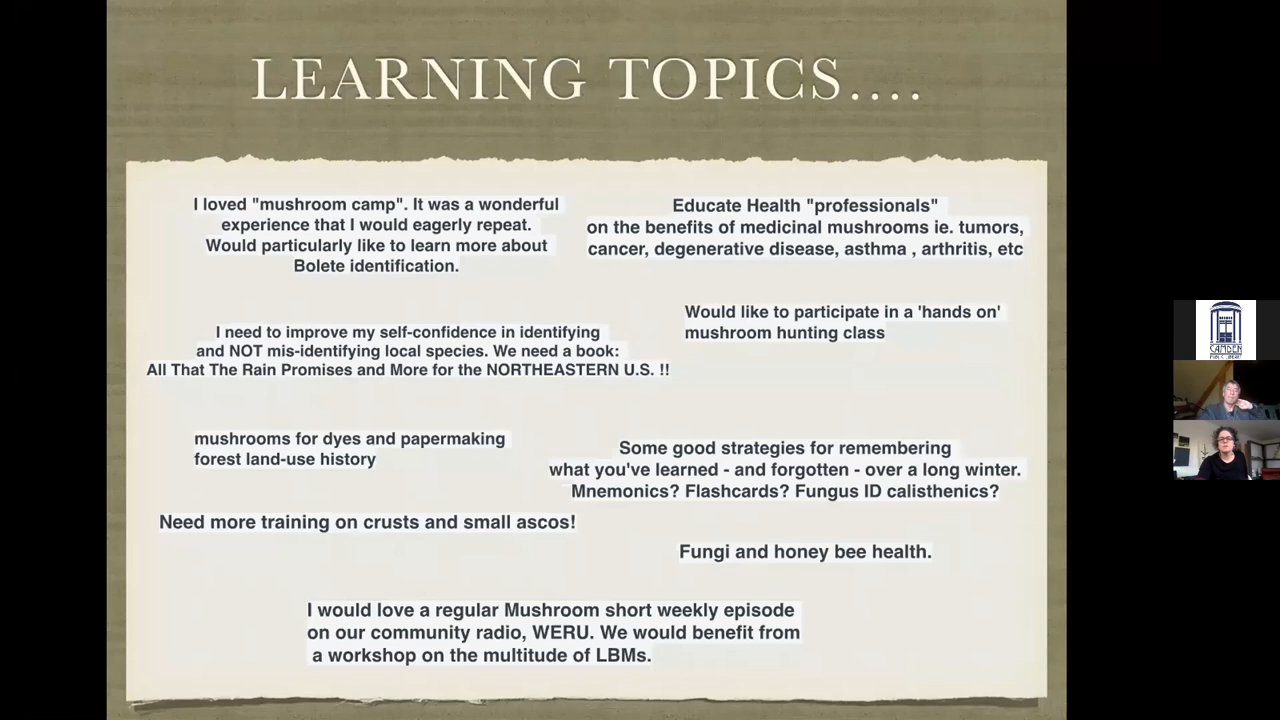 LEARNING TOPICS....
I loved "mushroom camp". It was a wonderful
experience that I would eagerly repeat.
Would particularly like to learn more about
Bolete identification.
Educate Health "professionals"
on the benefits of medicinal mushrooms ie. tumors,
cancer, degenerative disease, asthma , arthritis, etc
Would like to participate in a 'hands on'
mushroom hunting class
I need to improve my self-confidence in identifying
and NOT mis-identifying local species. We need a book:
All That The Rain Promises and More for the NORTHEASTERN U.S. !!
mushrooms for dyes and papermaking
forest land-use history
Some good strategies for remembering
what you've learned - and forgotten - over a long winter.
Mnemonics? Flashcards? Fungus ID calisthenics?
Need more training on crusts and small ascos!
Fungi and honey bee health.
I would love a regular Mushroom short weekly episode
on our community radio, WERU. We would benefit from
a workshop on the multitude of LBMs.
CAMDEN
PUBLIC LIBRARY